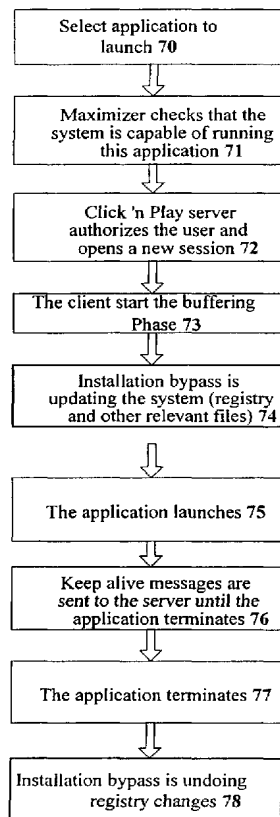 Select application to
launch 70
Maximizer checks that the
system is capable of running
this application 71
Click 'n Play server
authorizes the user and
opens a new session 72
The client start the buffering
Phase 73
Installation bypass is
updating the system (registry
and other relevant files) 74
The application launches 75
Keep alive messages are
sent to the server until the
application terminates 76
The application terminates 77
Installation bypass is undoing
registry changes 78